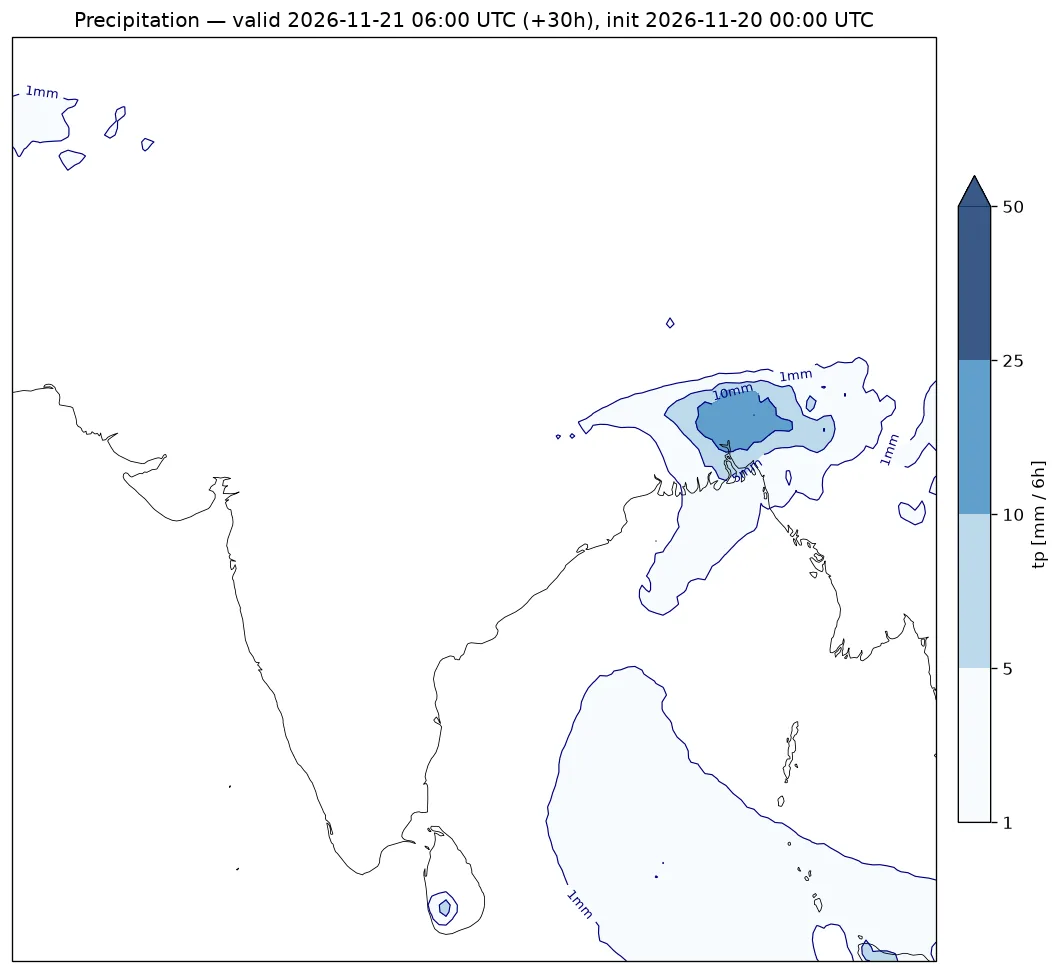 Precipitation — valid 2026-11-21 06:00 UTC (+30h), init 2026-11-20 00:00 UTC
1mm
50
25
1mm
10mm
1mm
5mm
10
tp [mm / 6h]
5
1
1mm